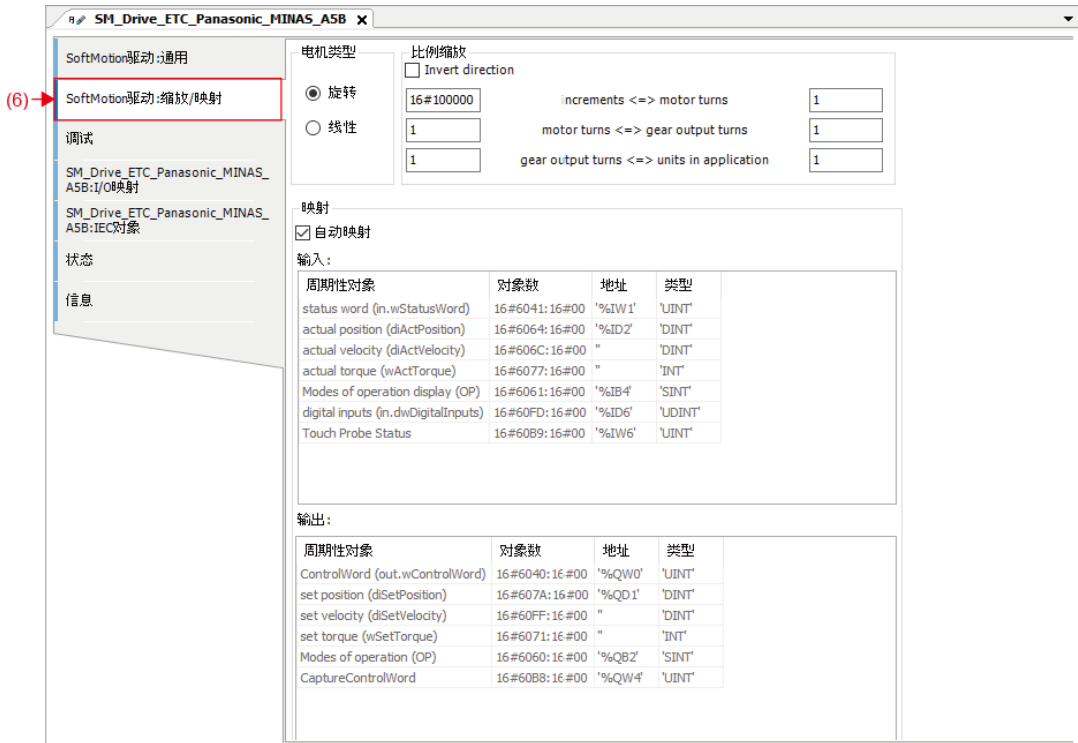 SM_Drive_ETC_Panasonic_MINAS_A5B X
(6)
SoftMotion驱动:通用
SoftMotion驱动:缩放/映射
调试
SM_Drive_ETC_Panasonic_MINAS_
A5B:I/O映射
SM_Drive_ETC_Panasonic_MINAS_
A5B:IEC对象
状态
信息
电机类型
旋转
线性
比例缩放
Invert direction
16#100000 increments <=> motor turns 1
1 motor turns <=> gear output turns 1
1 gear output turns <=> units in application 1
映射
自动映射
输入:
周期性对象 对象数 地址 类型
status word (in.wStatusWord) 16#6041:16#00 '%IW1' 'UINT'
actual position (diActPosition) 16#6064:16#00 '%ID2' 'DINT'
actual velocity (diActVelocity) 16#606C:16#00 '' 'DINT'
actual torque (wActTorque) 16#6077:16#00 '' 'INT'
Modes of operation display (OP) 16#6061:16#00 '%IB4' 'SINT'
digital inputs (in.dwDigitalInputs) 16#60FD:16#00 '%ID6' 'UDINT'
Touch Probe Status 16#60B9:16#00 '%IW6' 'UINT'
输出:
周期性对象 对象数 地址 类型
ControlWord (out.wControlWord) 16#6040:16#00 '%QW0' 'UINT'
set position (diSetPosition) 16#607A:16#00 '%QD1' 'DINT'
set velocity (diSetVelocity) 16#60FF:16#00 '' 'DINT'
set torque (wSetTorque) 16#6071:16#00 '' 'INT'
Modes of operation (OP) 16#6060:16#00 '%QB2' 'SINT'
CaptureControlWord 16#60B8:16#00 '%QW4' 'UINT'